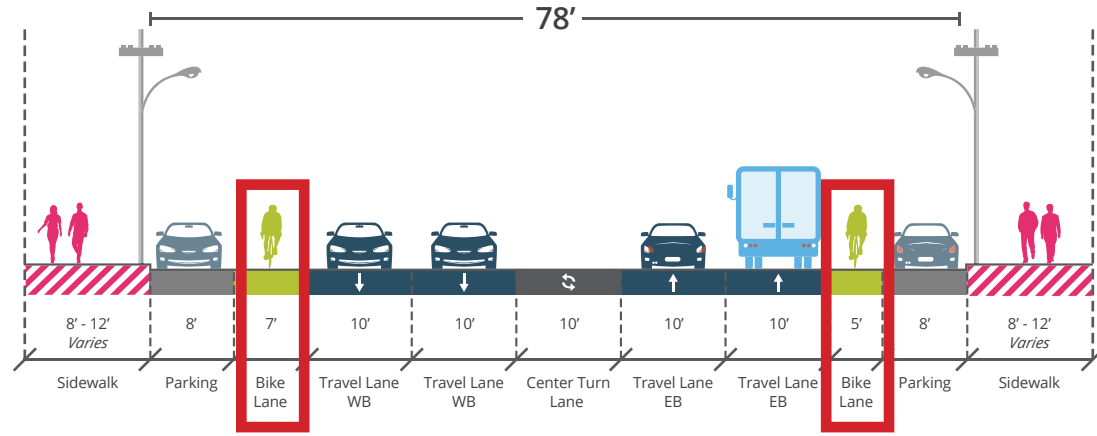 78’
8’ - 12’ 8’ 7’ 10’ 10’ 10’ 10’ 10’ 5’ 8’ 8’ - 12’
Varies Varies
Sidewalk Parking Bike Travel Lane Travel Lane Center Turn Travel Lane Travel Lane Bike Parking Sidewalk
Lane WB WB Lane EB EB Lane